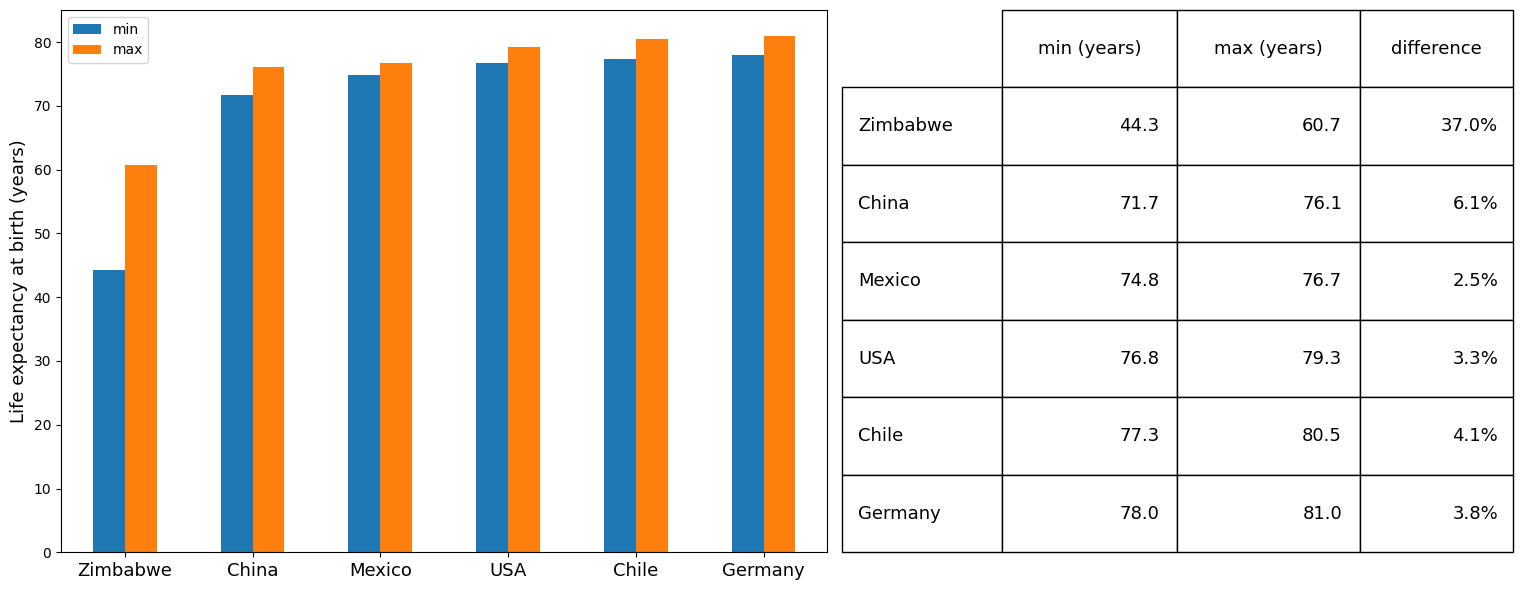 min
max
Life expectancy at birth (years)
80
70
60
50
40
30
20
10
0
Zimbabwe China Mexico USA Chile Germany
min (years) max (years) difference
Zimbabwe 44.3 60.7 37.0%
China 71.7 76.1 6.1%
Mexico 74.8 76.7 2.5%
USA 76.8 79.3 3.3%
Chile 77.3 80.5 4.1%
Germany 78.0 81.0 3.8%